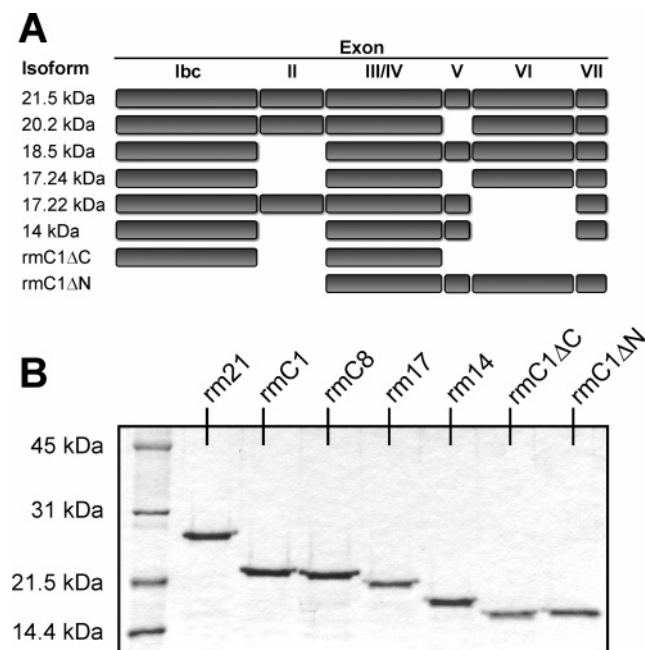 A
Exon
Isoform Ibc II III/IV V VI VII
21.5 kDa
20.2 kDa
18.5 kDa
17.24 kDa
17.22 kDa
14 kDa
rmC1ΔC
rmC1ΔN
B
rm21 rmC1 rmC8 rm17 rm14 rmC1ΔC rmC1ΔN
45 kDa
31 kDa
21.5 kDa
14.4 kDa